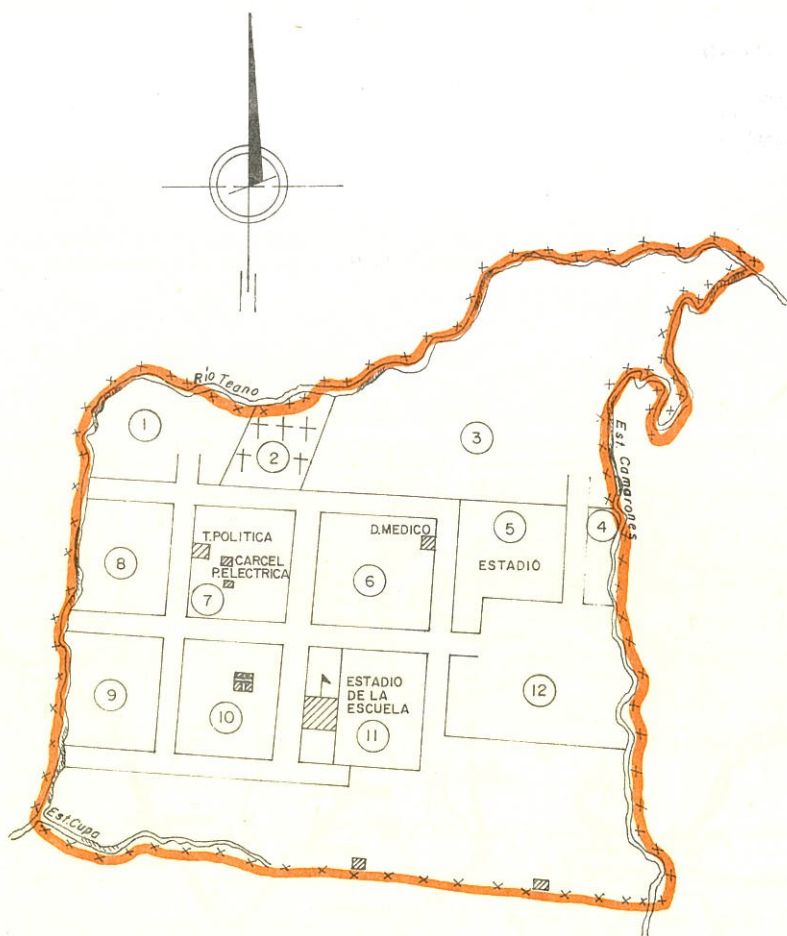 Río Teano
1
2
3
Est. Camarones
T.POLITICA
CARCEL
P.ELECTRICA
7
D.MEDICO
6
5
ESTADIO
4
8
9
10
ESTADIO
DE LA
ESCUELA
11
12
Est.Cupa